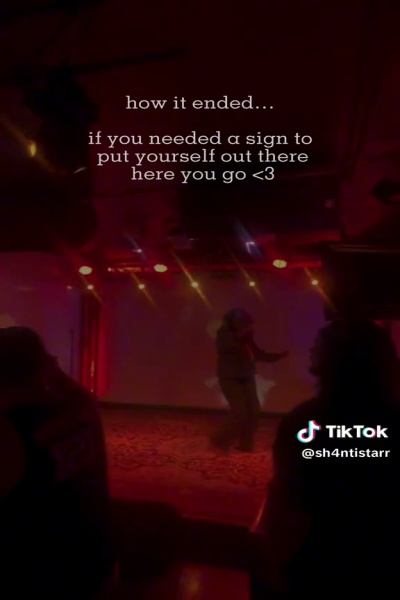 how it ended...
if you needed a sign to
put yourself out there
here you go <3
TikTok
@sh4ntistarr